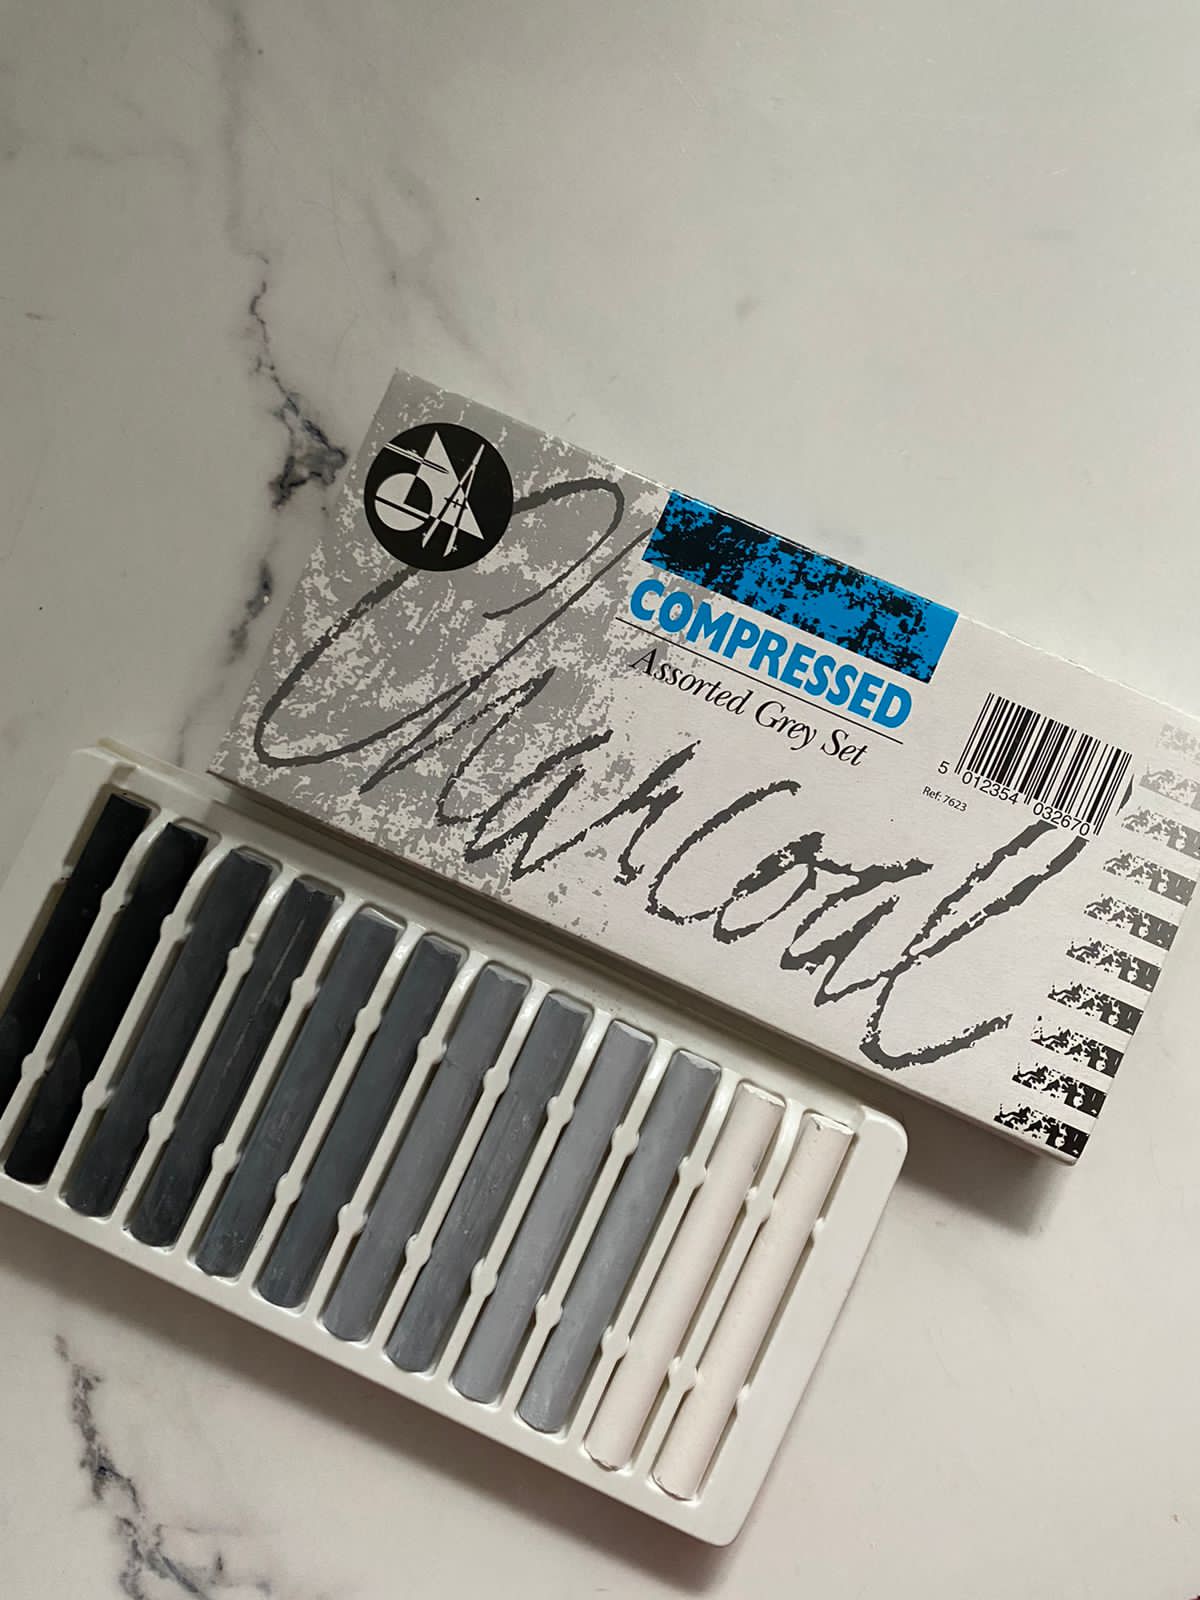 COMPRESSED
Assorted Grey Set
Charcoal
Ref: 7623
5 012354 032670